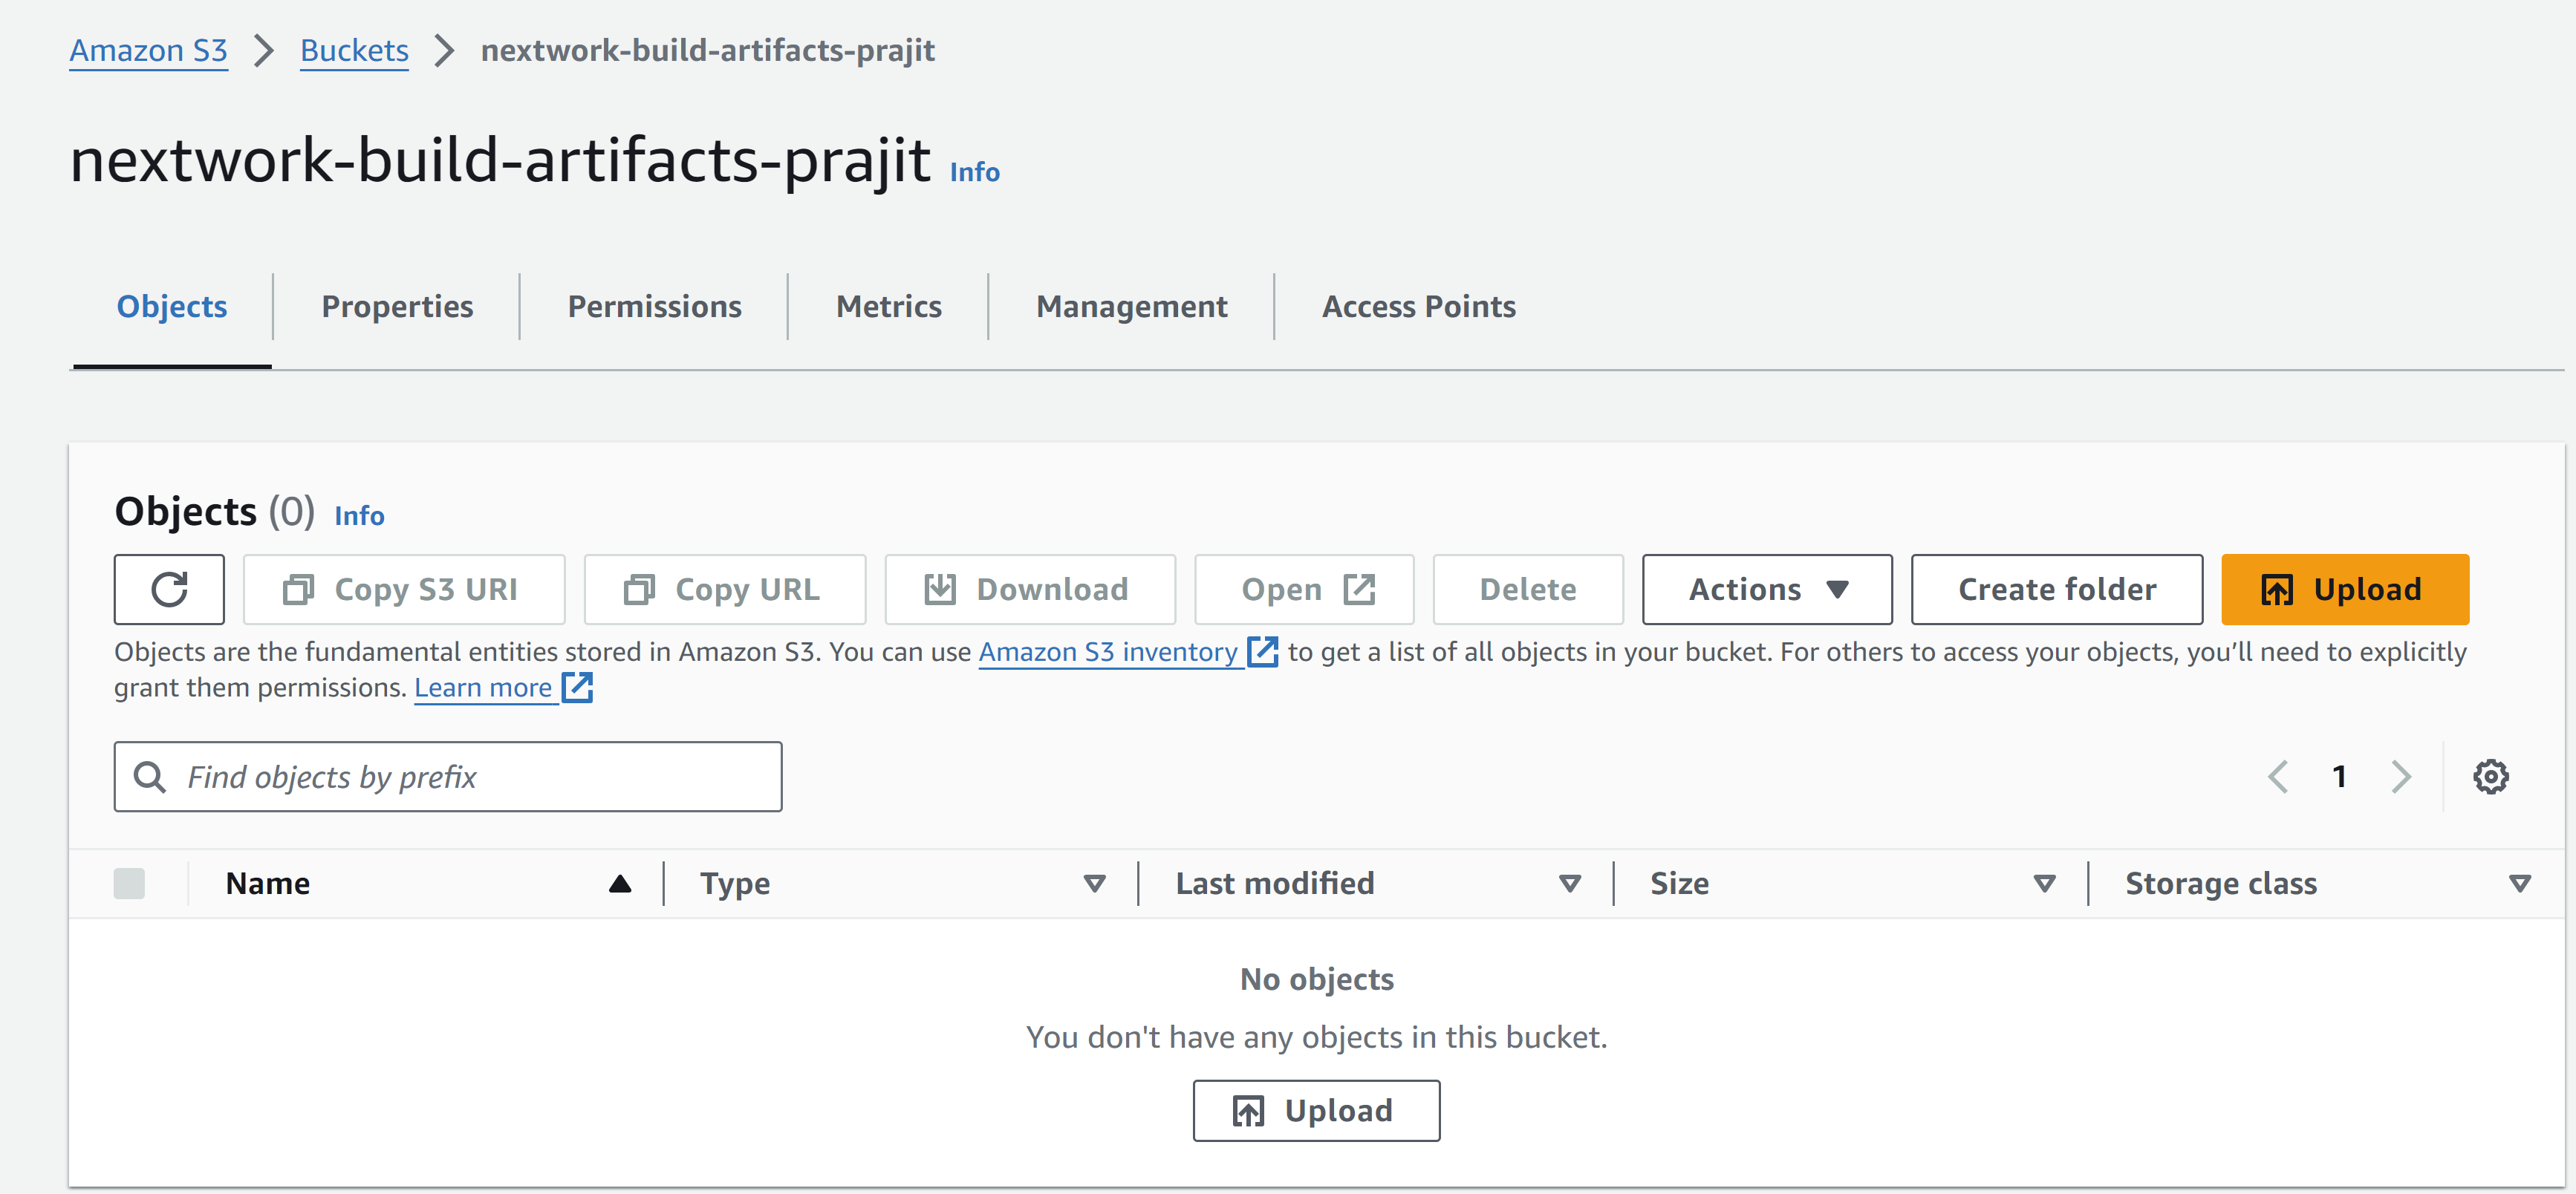 Amazon S3 > Buckets > nextwork-build-artifacts-prajit
nextwork-build-artifacts-prajit Info
Objects Properties Permissions Metrics Management Access Points
Objects (0) Info
Copy S3 URI Copy URL Download Open Delete Actions Create folder Upload
Objects are the fundamental entities stored in Amazon S3. You can use Amazon S3 inventory to get a list of all objects in your bucket. For others to access your objects, you’ll need to explicitly
grant them permissions. Learn more
Find objects by prefix
1
Name Type Last modified Size Storage class
No objects
You don't have any objects in this bucket.
Upload